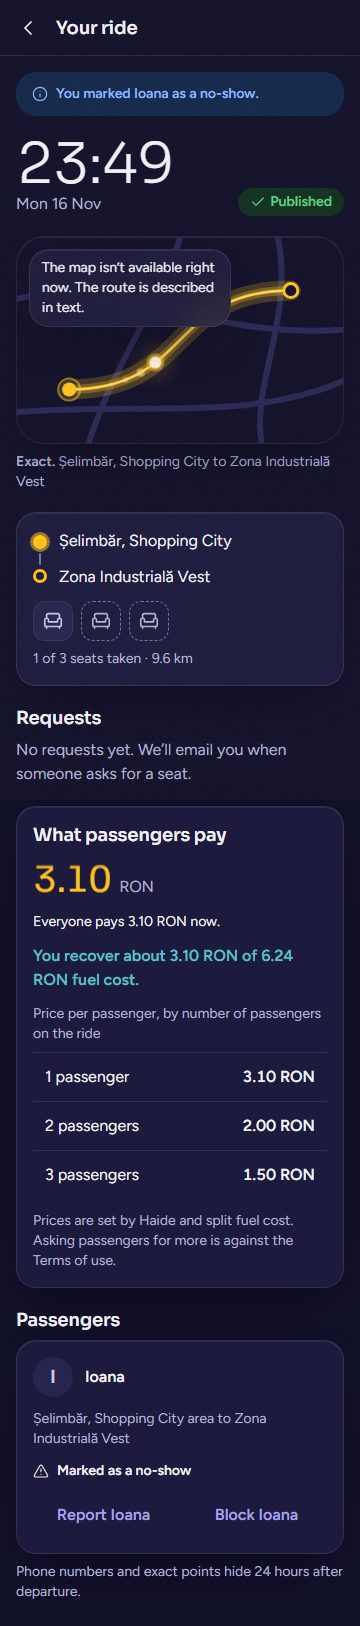 Your ride
You marked Ioana as a no-show.
23:49
Mon 16 Nov
Published
The map isn’t available right
now. The route is described
in text.
Exact. Șelimbăr, Shopping City to Zona Industrială
Vest
Șelimbăr, Shopping City
Zona Industrială Vest
1 of 3 seats taken · 9.6 km
Requests
No requests yet. We’ll email you when
someone asks for a seat.
What passengers pay
3.10 RON
Everyone pays 3.10 RON now.
You recover about 3.10 RON of 6.24
RON fuel cost.
Price per passenger, by number of passengers
on the ride
1 passenger 3.10 RON
2 passengers 2.00 RON
3 passengers 1.50 RON
Prices are set by Haide and split fuel cost.
Asking passengers for more is against the
Terms of use.
Passengers
I Ioana
Șelimbăr, Shopping City area to Zona
Industrială Vest
Marked as a no-show
Report Ioana Block Ioana
Phone numbers and exact points hide 24 hours after
departure.